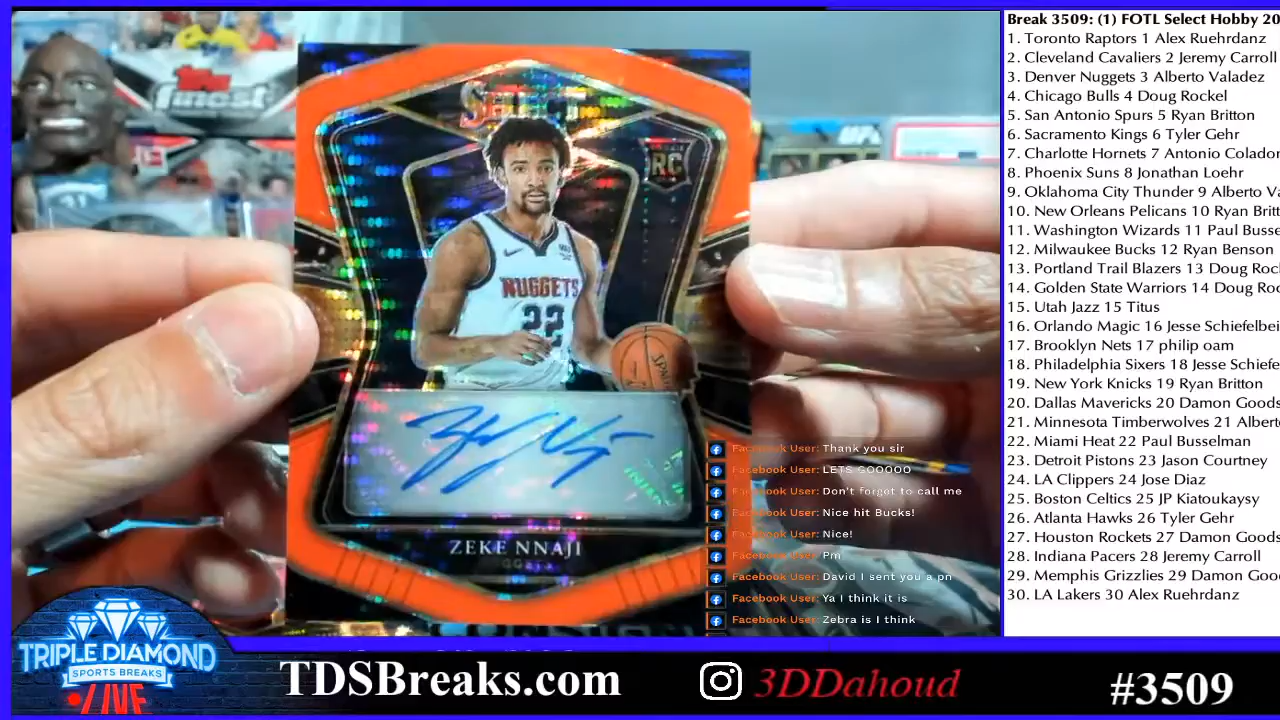 Break 3509: (1) FOTL Select Hobby 20
1. Toronto Raptors 1 Alex Ruehrdanz
2. Cleveland Cavaliers 2 Jeremy Carroll
3. Denver Nuggets 3 Alberto Valadez
4. Chicago Bulls 4 Doug Rockel
5. San Antonio Spurs 5 Ryan Britton
6. Sacramento Kings 6 Tyler Gehr
7. Charlotte Hornets 7 Antonio Colador
8. Phoenix Suns 8 Jonathan Loehr
9. Oklahoma City Thunder 9 Alberto Va
10. New Orleans Pelicans 10 Ryan Britt
11. Washington Wizards 11 Paul Busse
12. Milwaukee Bucks 12 Ryan Benson
13. Portland Trail Blazers 13 Doug Rock
14. Golden State Warriors 14 Doug Roc
15. Utah Jazz 15 Titus
16. Orlando Magic 16 Jesse Schiefelbei
17. Brooklyn Nets 17 philip oam
18. Philadelphia Sixers 18 Jesse Schiefe
19. New York Knicks 19 Ryan Britton
20. Dallas Mavericks 20 Damon Goods
21. Minnesota Timberwolves 21 Albert
22. Miami Heat 22 Paul Busselman
23. Detroit Pistons 23 Jason Courtney
24. LA Clippers 24 Jose Diaz
25. Boston Celtics 25 JP Kiatoukaysy
26. Atlanta Hawks 26 Tyler Gehr
27. Houston Rockets 27 Damon Goods
28. Indiana Pacers 28 Jeremy Carroll
29. Memphis Grizzlies 29 Damon Goo
30. LA Lakers 30 Alex Ruehrdanz
Topps
finest
UFC
SELECT
RC
NUGGETS
22
SPALDING
ZEKE NNAJI
Facebook User: Thank you sir
Facebook User: LETS GOOOOO
Facebook User: Don't forget to call me
Facebook User: Nice hit Bucks!
Facebook User: Nice!
Facebook User: Pm
Facebook User: David I sent you a pn
Facebook User: Ya I think it is
Facebook User: Zebra is I think
TRIPLE DIAMOND
SPORTS BREAKS
LIVE
TDSBreaks.com
3DDahoud
#3509